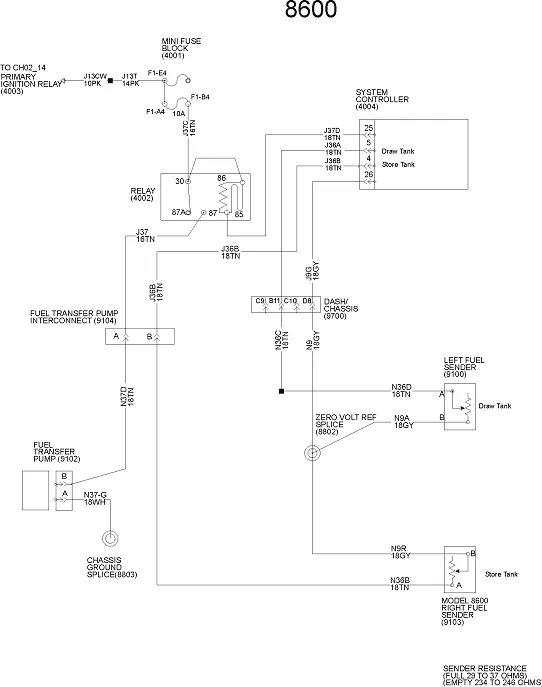 8600
MINI FUSE
BLOCK
(4001)
TO CH02_14
PRIMARY
IGNITION RELAY
(4003)
J13CW
10PK
J13T
14PK
F1-E4
F1-B4
F1-A4
10A
J37C
16TN
SYSTEM
CONTROLLER
(4004)
J37D
18TN
25
J36A
18TN
5
Draw Tank
J36B
18TN
4
Store Tank
26
RELAY
(4002)
30
86
87A
87
85
J37
16TN
J36B
18TN
J36B
18TN
J9G
18GY
FUEL TRANSFER PUMP
INTERCONNECT (9104)
A
B
C9
B11
C10
D8
DASH/
CHASSIS
(9700)
N36C
18TN
N9
18GY
LEFT FUEL
SENDER
(9100)
N36D
18TN
A
Draw Tank
N37D
18TN
ZERO VOLT REF
SPLICE
(8802)
N9A
18GY
B
FUEL
TRANSFER
PUMP (9102)
B
A
N37-G
18WH
CHASSIS
GROUND
SPLICE(8803)
N9R
18GY
B
Store Tank
N36B
18TN
A
MODEL 8600
RIGHT FUEL
SENDER
(9103)
SENDER RESISTANCE
(FULL 29 TO 37 OHMS)
(EMPTY 234 TO 246 OHMS)